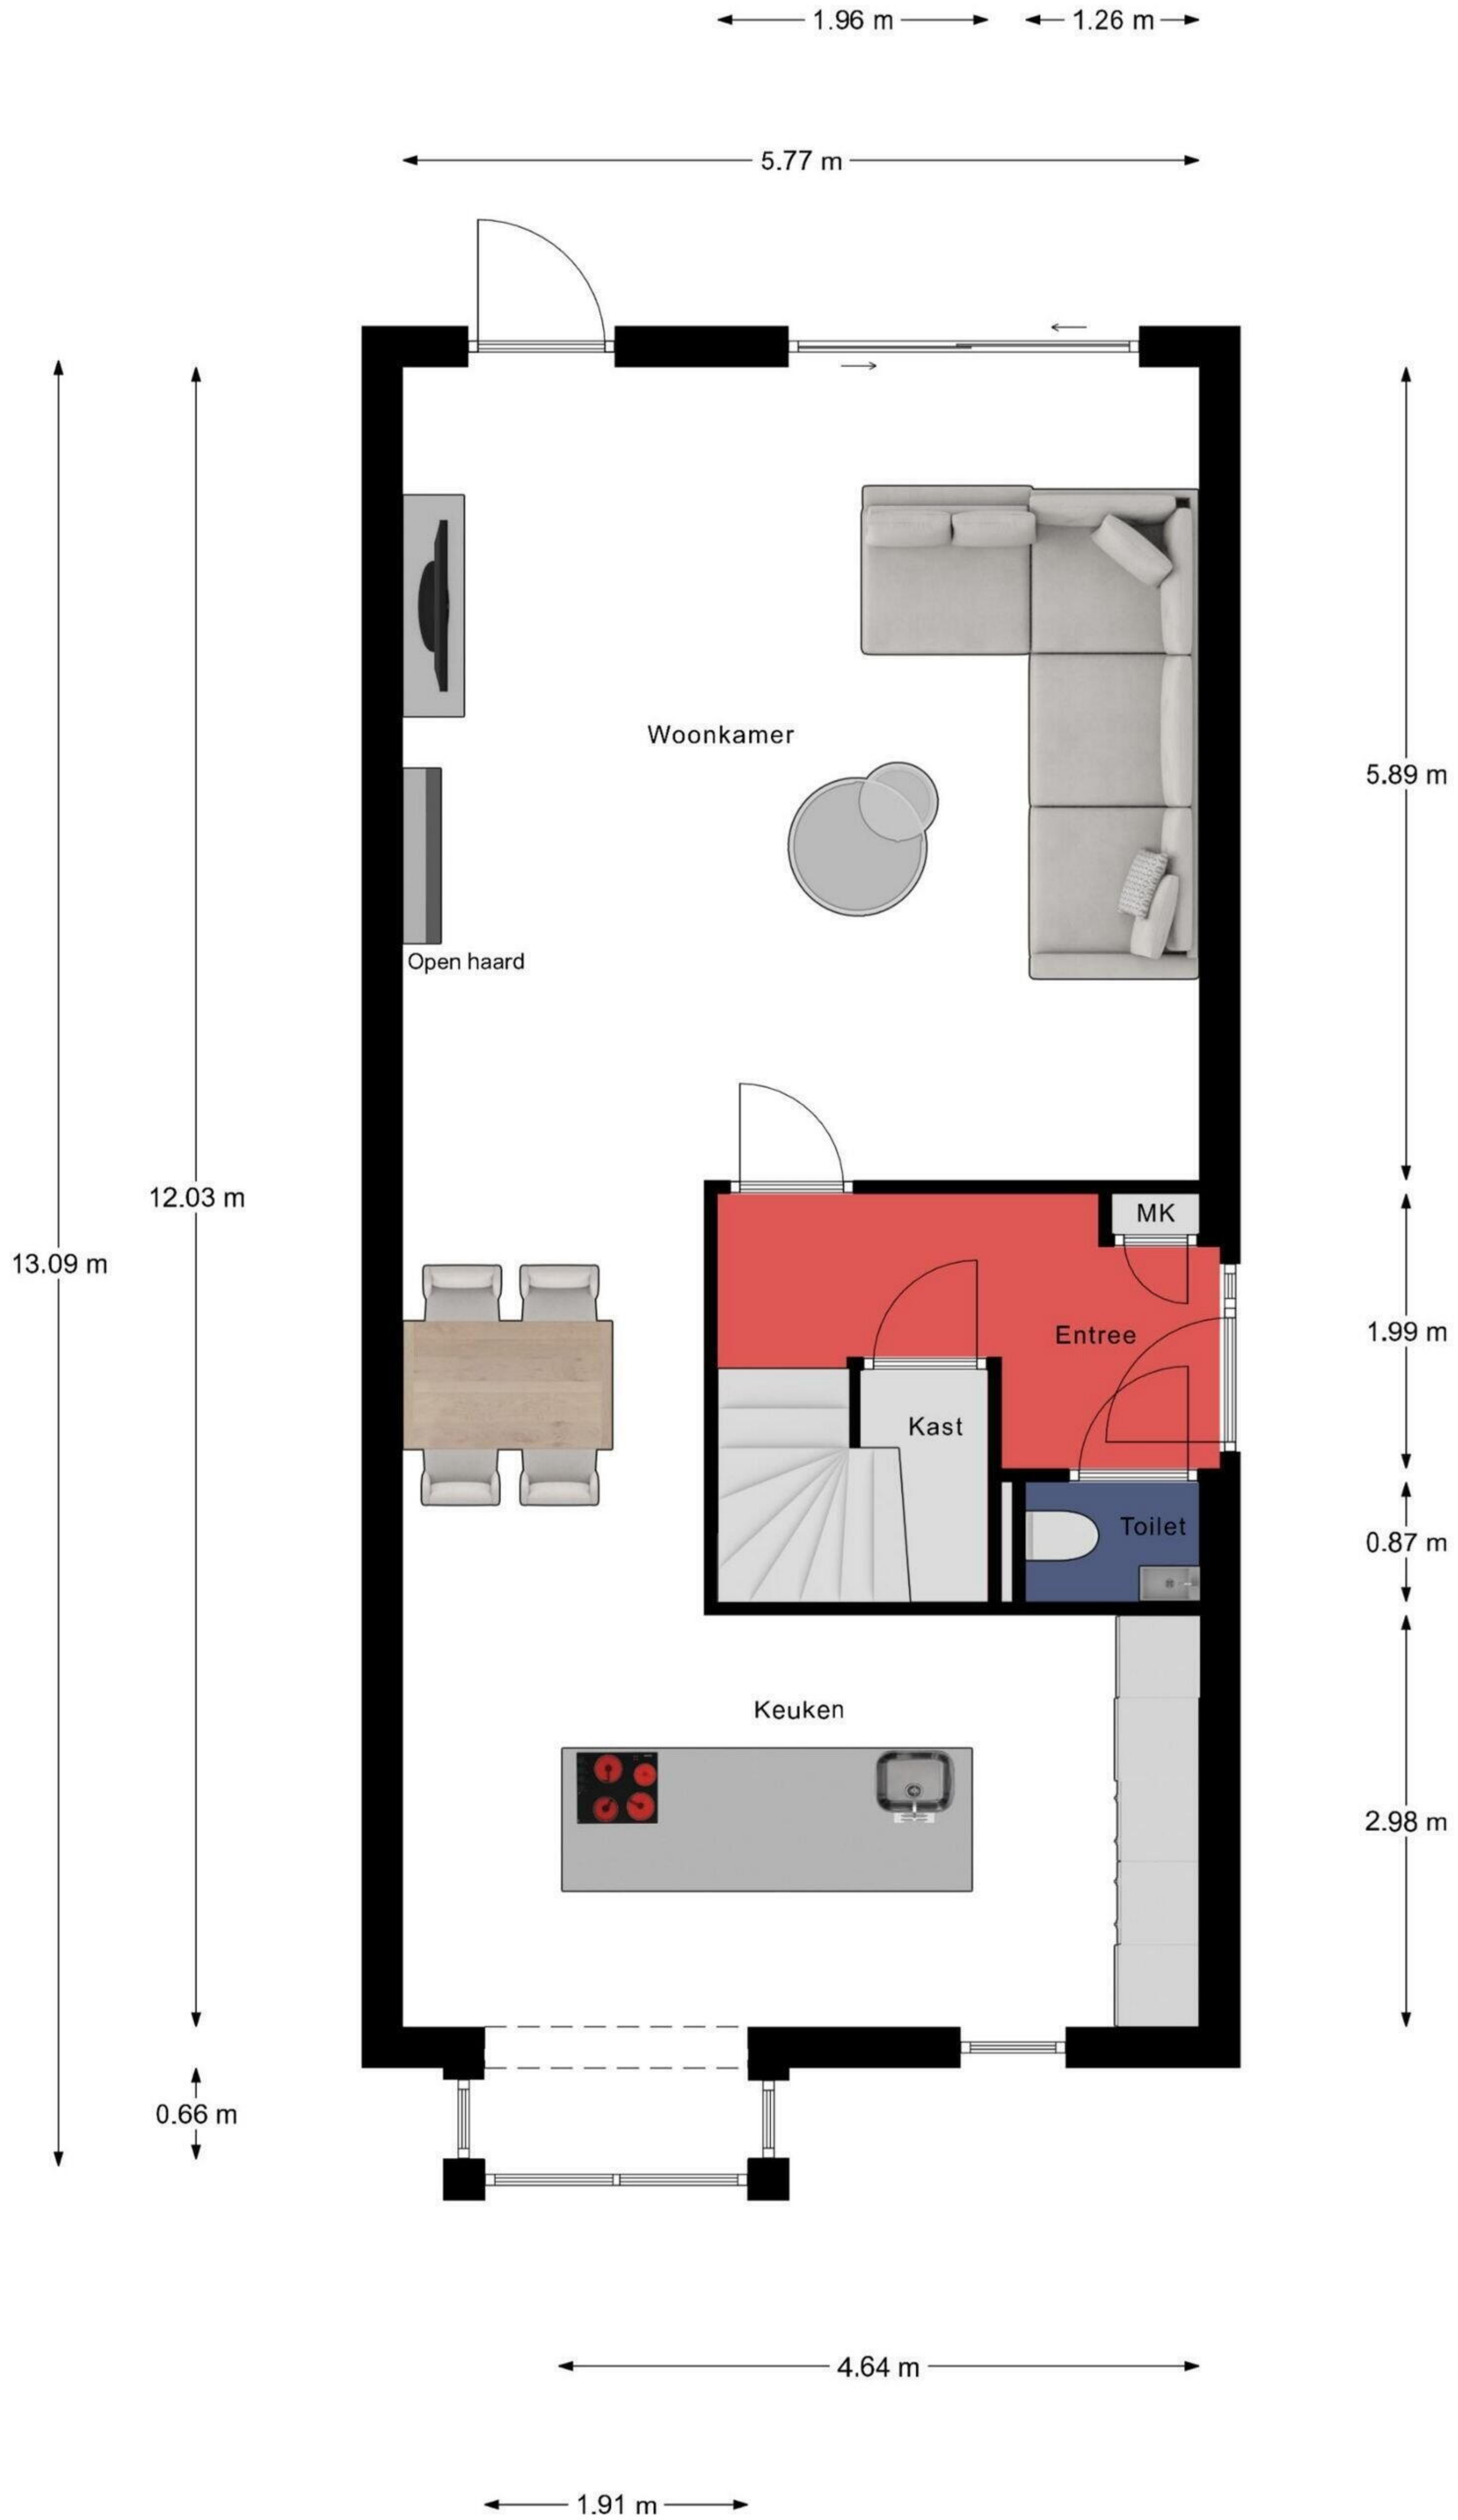 1.96 m
1.26 m
5.77 m
Woonkamer
5.89 m
Open haard
12.03 m
MK
13.09 m
Entree
1.99 m
Kast
Toilet
0.87 m
Keuken
2.98 m
0.66 m
4.64 m
1.91 m